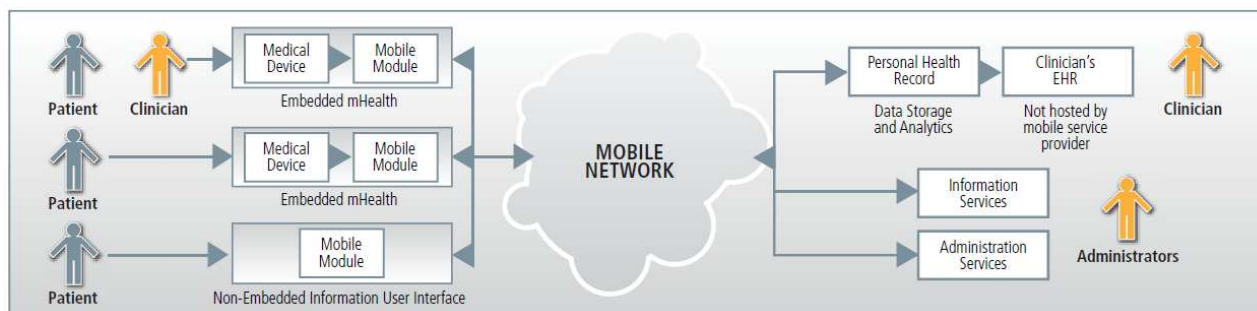 Patient
Clinician
Medical
Device
Mobile
Module
Embedded mHealth
Patient
Medical
Device
Mobile
Module
Embedded mHealth
Patient
Mobile
Module
Non-Embedded Information User Interface
MOBILE
NETWORK
Personal Health
Record
Data Storage
and Analytics
Clinician's
EHR
Not hosted by
mobile service
provider
Clinician
Information
Services
Administration
Services
Administrators